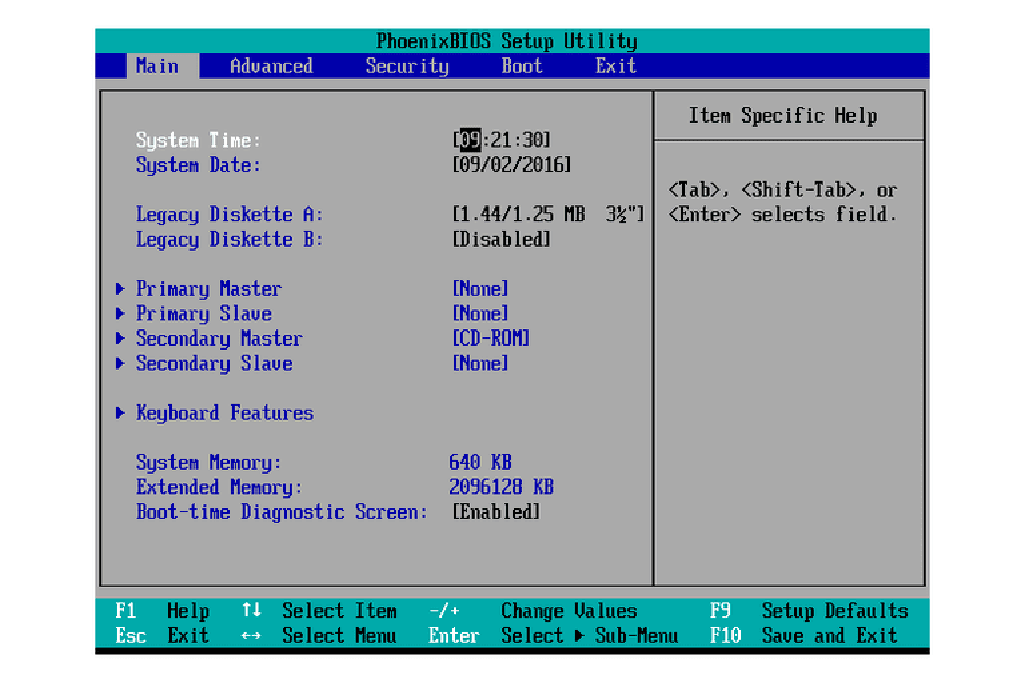 PhoenixBIOS Setup Utility
Main Advanced Security Boot Exit
System Time: [09:21:30]
System Date: [09/02/2016]
Legacy Diskette A: [1.44/1.25 MB 3½"]
Legacy Diskette B: [Disabled]
Primary Master [None]
Primary Slave [None]
Secondary Master [CD-ROM]
Secondary Slave [None]
Keyboard Features
System Memory: 640 KB
Extended Memory: 2096128 KB
Boot-time Diagnostic Screen: [Enabled]
Item Specific Help
<Tab>, <Shift-Tab>, or
<Enter> selects field.
F1 Help ↑↓ Select Item -/+ Change Values F9 Setup Defaults
Esc Exit ↔ Select Menu Enter Select ▶ Sub-Menu F10 Save and Exit